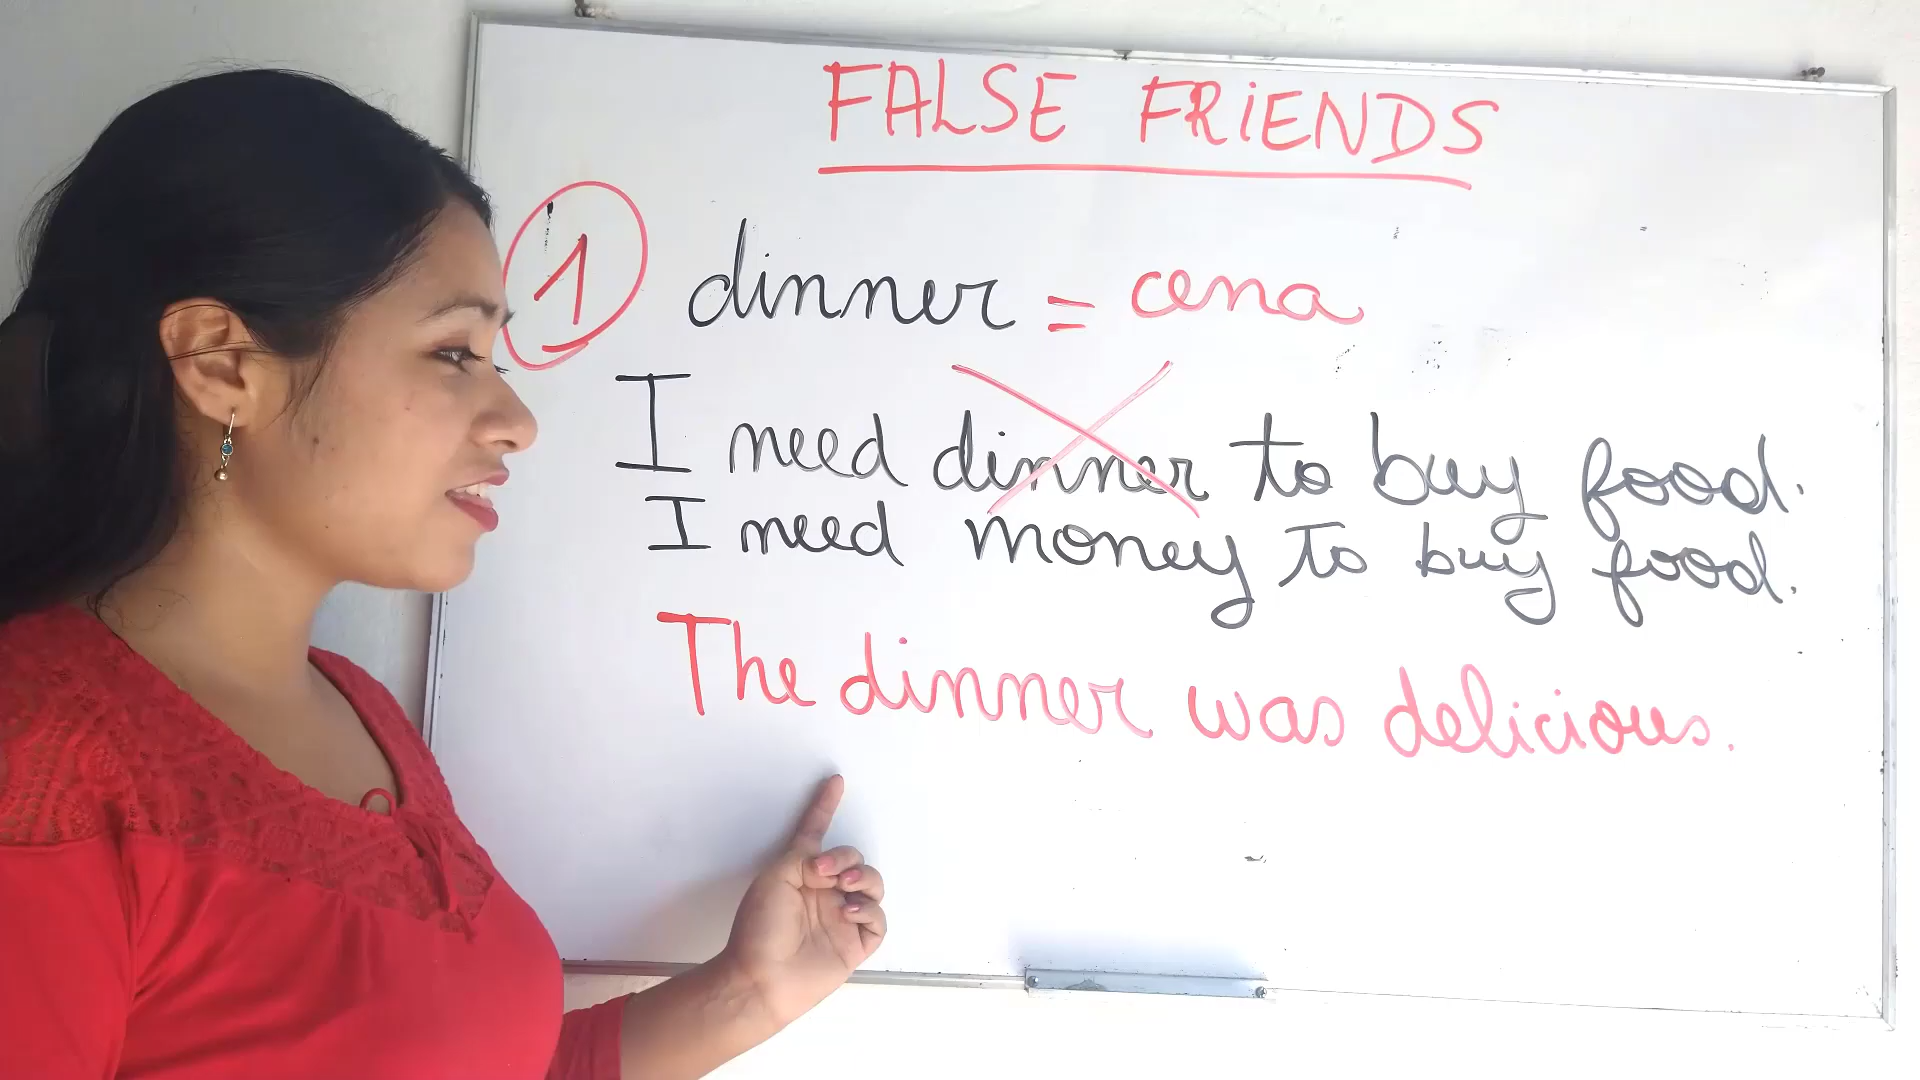 FALSE FRIENDS
1 dinner = cena
I need dinner to buy food.
I need money to buy food.
The dinner was delicious.